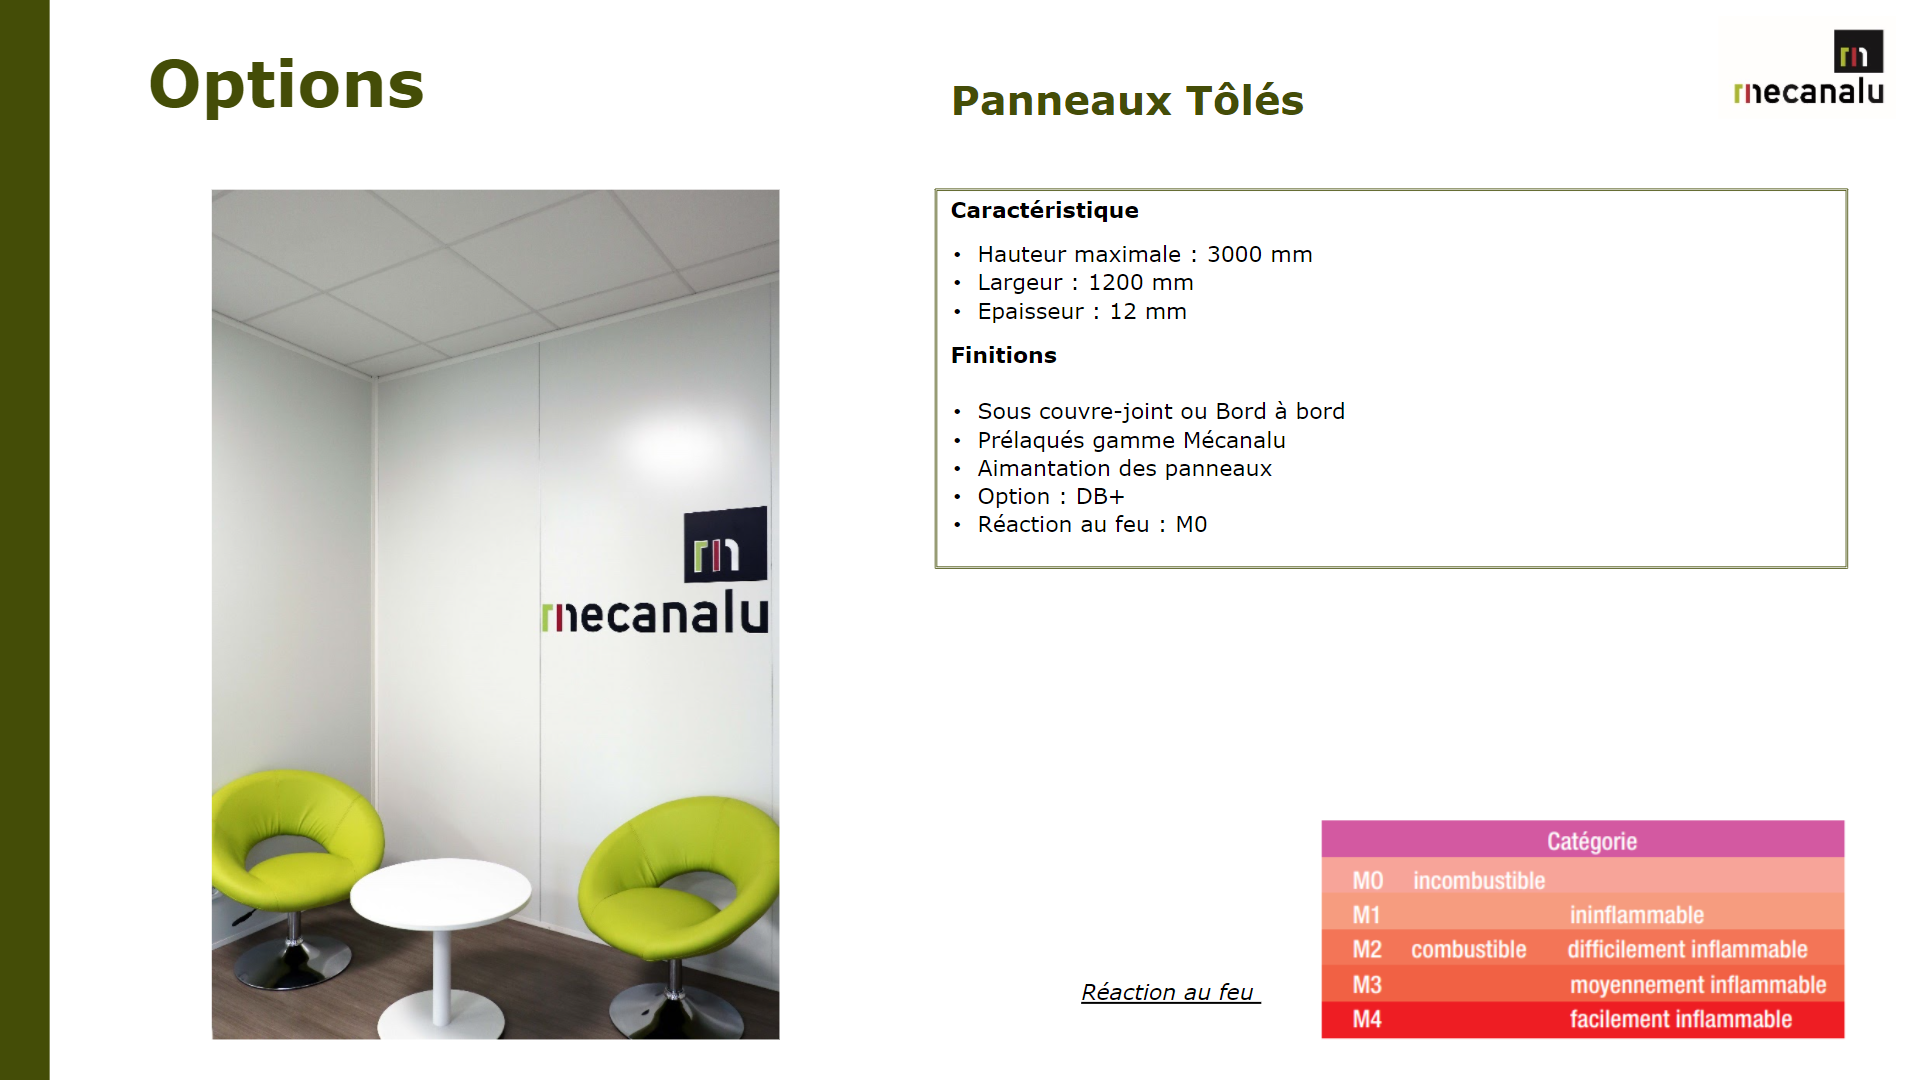 Options
Panneaux Tôlés
mecanalu
Caractéristique
• Hauteur maximale : 3000 mm
• Largeur : 1200 mm
• Epaisseur : 12 mm
Finitions
• Sous couvre-joint ou Bord à bord
• Prélaqués gamme Mécanalu
• Aimantation des panneaux
• Option : DB+
• Réaction au feu : M0
mecanalu
Réaction au feu
Catégorie
M0 incombustible
M1 ininflammable
M2 combustible difficilement inflammable
M3 moyennement inflammable
M4 facilement inflammable